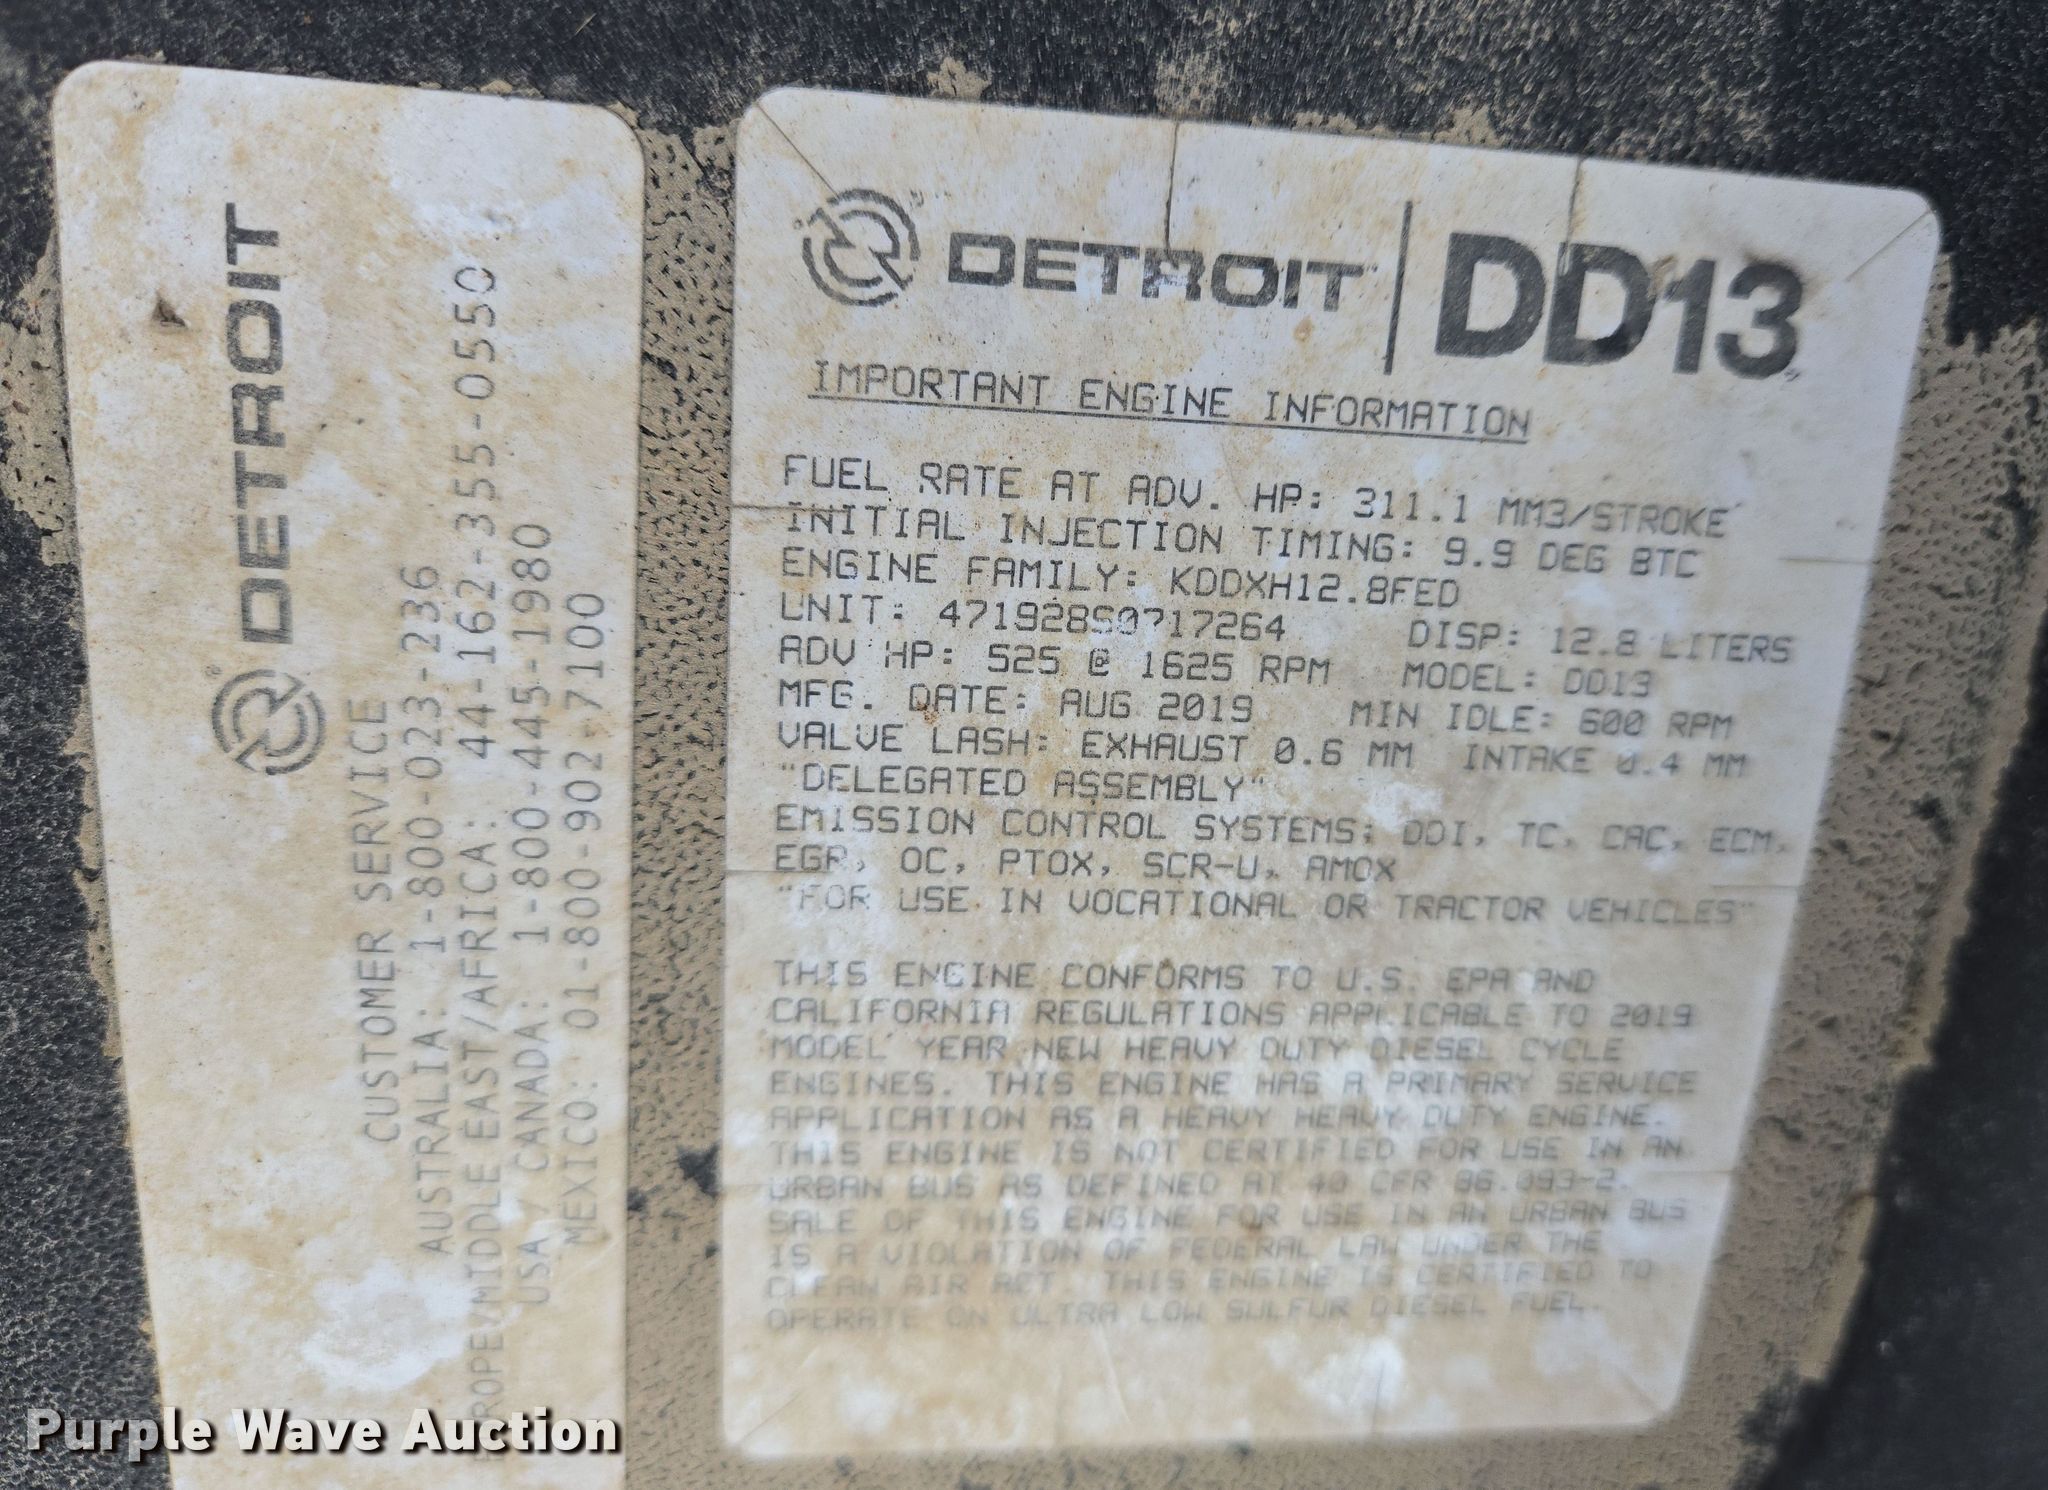 DETROIT
CUSTOMER SERVICE
AUSTRALIA: 1-800-023-236
ROPE/MIDDLE EAST/AFRICA: 44-162-355-0550
USA/CANADA: 1-800-445-1980
MEXICO: 01-800-902-7100
DETROIT DD13
IMPORTANT ENGINE INFORMATION
FUEL RATE AT ADV. HP: 311.1 MM3/STROKE
INITIAL INJECTION TIMING: 9.9 DEG BTC
ENGINE FAMILY: KDDXH12.8FED
UNIT: 471928S0717264 DISP: 12.8 LITERS
ADV HP: 525 @ 1625 RPM MODEL: DD13
MFG. DATE: AUG 2019 MIN IDLE: 600 RPM
VALVE LASH: EXHAUST 0.6 MM INTAKE 0.4 MM
"DELEGATED ASSEMBLY"
EMISSION CONTROL SYSTEMS: DDI, TC, CAC, ECM,
EGR, OC, PTOX, SCR-U, AMOX
"FOR USE IN VOCATIONAL OR TRACTOR VEHICLES"
THIS ENGINE CONFORMS TO U.S. EPA AND
CALIFORNIA REGULATIONS APPLICABLE TO 2019
MODEL YEAR NEW HEAVY DUTY DIESEL CYCLE
ENGINES. THIS ENGINE HAS A PRIMARY SERVICE
APPLICATION AS A HEAVY HEAVY DUTY ENGINE.
THIS ENGINE IS NOT CERTIFIED FOR USE IN AN
URBAN BUS AS DEFINED AT 40 CFR 86.093-2.
SALE OF THIS ENGINE FOR USE IN AN URBAN BUS
IS A VIOLATION OF FEDERAL LAW UNDER THE
CLEAN AIR ACT. THIS ENGINE IS CERTIFIED TO
OPERATE ON ULTRA LOW SULFUR DIESEL FUEL.
Purple Wave Auction